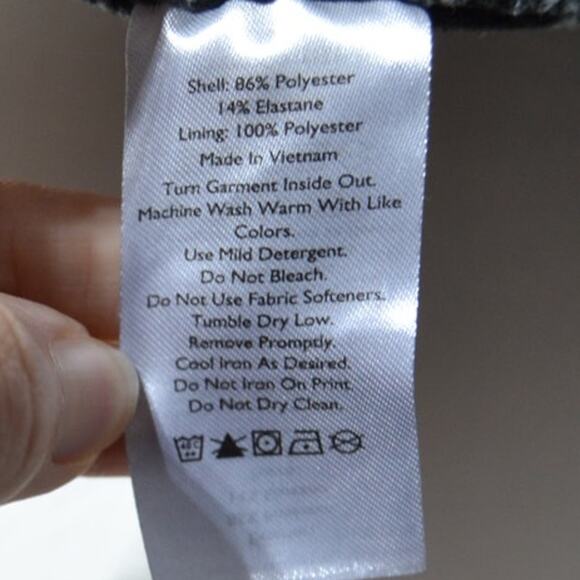 Shell: 86% Polyester
14% Elastane
Lining: 100% Polyester
Made In Vietnam
Turn Garment Inside Out.
Machine Wash Warm With Like
Colors.
Use Mild Detergent.
Do Not Bleach.
Do Not Use Fabric Softeners.
Tumble Dry Low.
Remove Promptly.
Cool Iron As Desired.
Do Not Iron On Print.
Do Not Dry Clean.